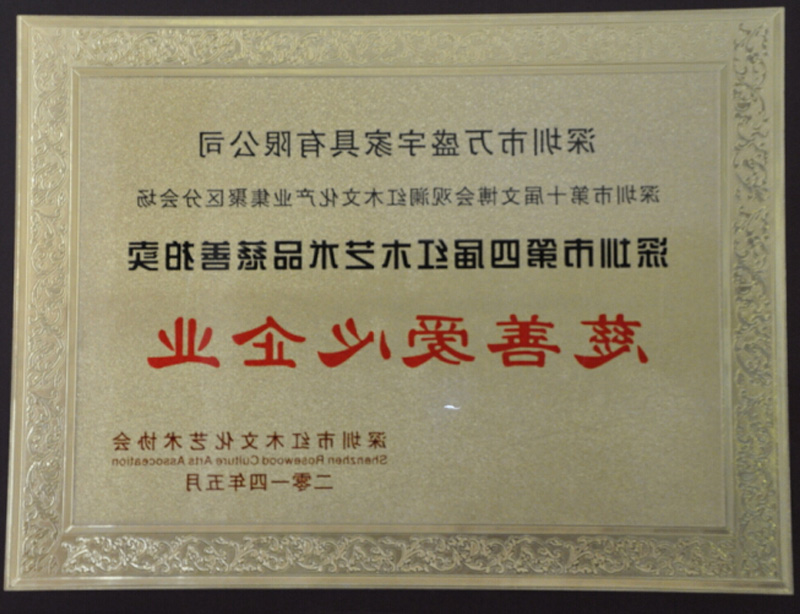 深圳市万盛宇家具有限公司
深圳市第十届文博会观澜红木文化产业集聚区分会场
深圳市第四届红木艺术品慈善拍卖
慈善爱心企业
深圳市红木文化艺术协会
Shenzhen Rosewood Culture Arts Assoceation
二零一四年五月